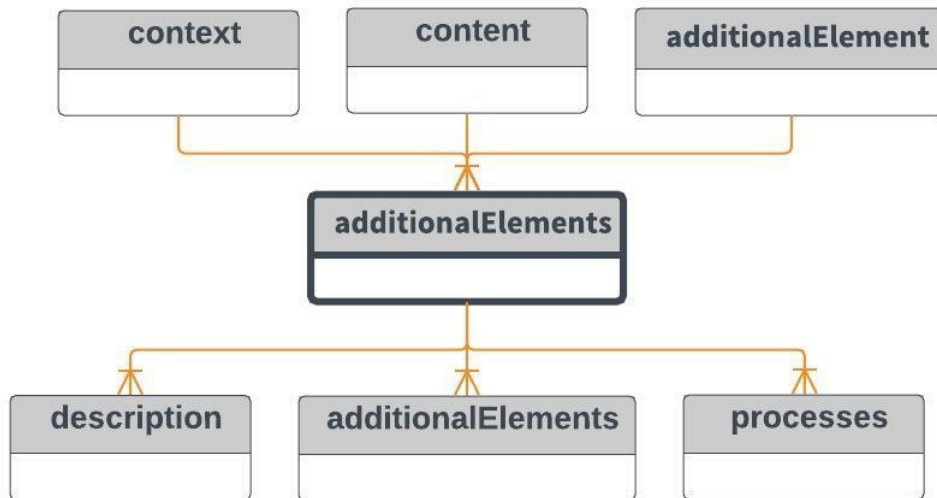 context
content
additionalElement
additionalElements
description
additionalElements
processes